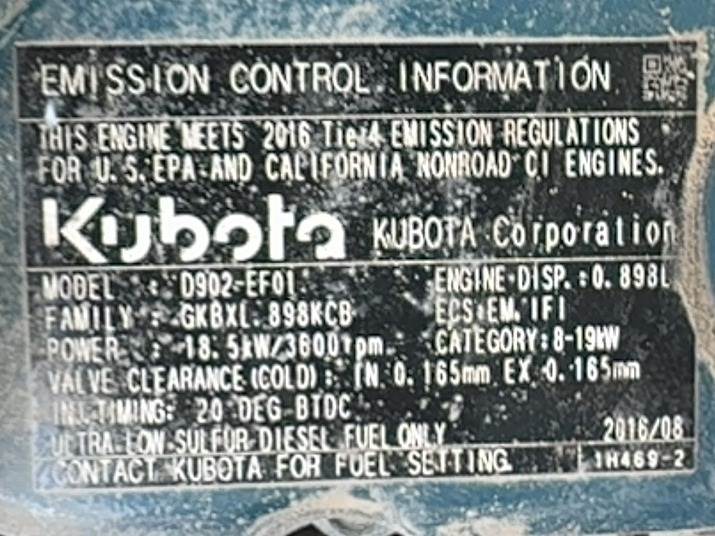 EMISSION CONTROL INFORMATION
THIS ENGINE MEETS 2016 Tier4 EMISSION REGULATIONS
FOR U.S.EPA AND CALIFORNIA NONROAD CI ENGINES.
Kubota KUBOTA Corporation
MODEL : D902-EF01 ENGINE DISP.:0.898L
FAMILY : GKBXL.898KCB ECS:EM,IFI
POWER : 18.5kW/3600rpm CATEGORY:8-19kW
VALVE CLEARANCE(COLD): IN 0.165mm EX 0.165mm
INJ.TIMING: 20 DEG BTDC
ULTRA LOW SULFUR DIESEL FUEL ONLY 2016/08
CONTACT KUBOTA FOR FUEL SETTING. 1H469-2